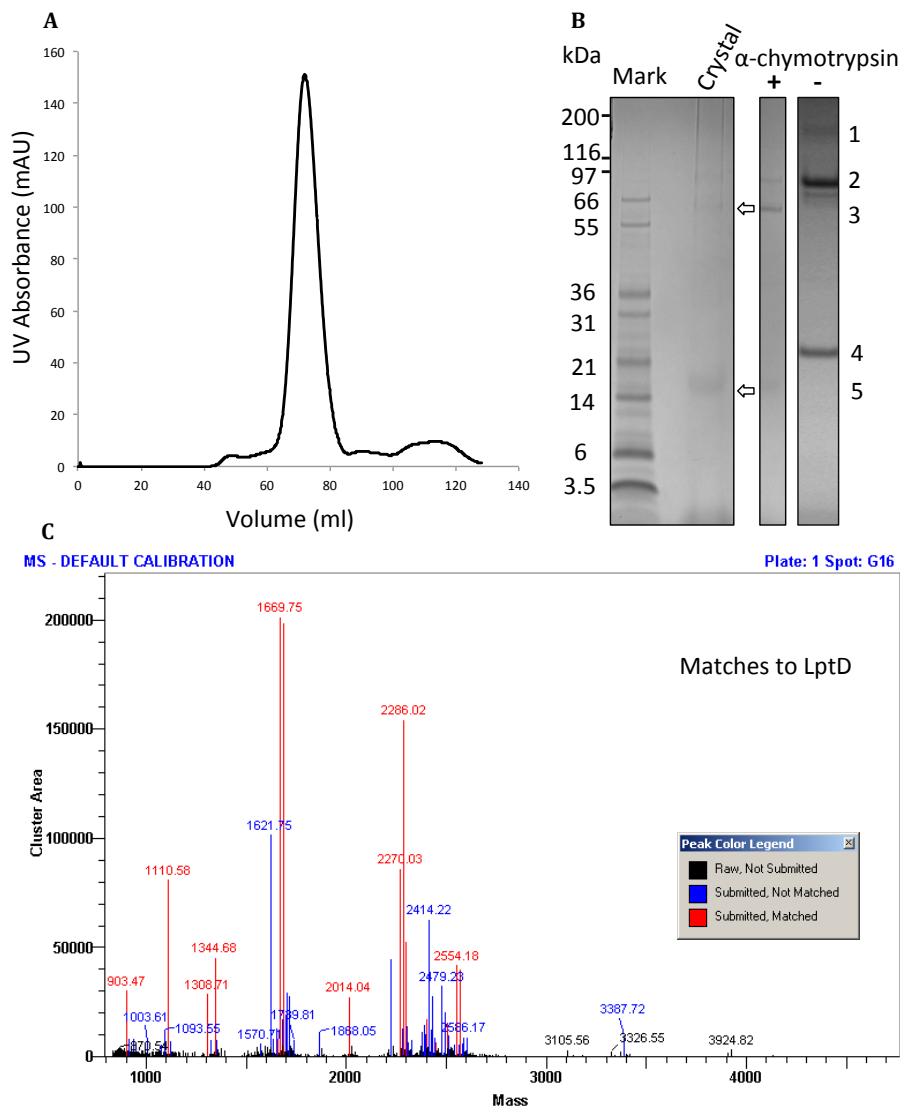 A
160
140
120
100
80
60
40
20
0
UV Absorbance (mAU)
0 20 40 60 80 100 120 140
Volume (ml)
B
kDa
Mark
Crystal
α-chymotrypsin
+ -
200
116
97
66
55
36
31
21
14
6
3.5
1
2
3
4
5
C
MS - DEFAULT CALIBRATION Plate: 1 Spot: G16
Matches to LptD
200000
150000
100000
50000
0
Cluster Area
1669.75
2286.02
1621.75
2270.03
1110.58
2414.22
1344.68
2554.18
2479.23
903.47
1308.71
2014.04
1003.61
1093.55
1570.71
1739.81
1868.05
2586.17
3387.72
870.54
3105.56
3326.55
3924.82
1000 2000 3000 4000
Mass
Peak Color Legend
Raw, Not Submitted
Submitted, Not Matched
Submitted, Matched